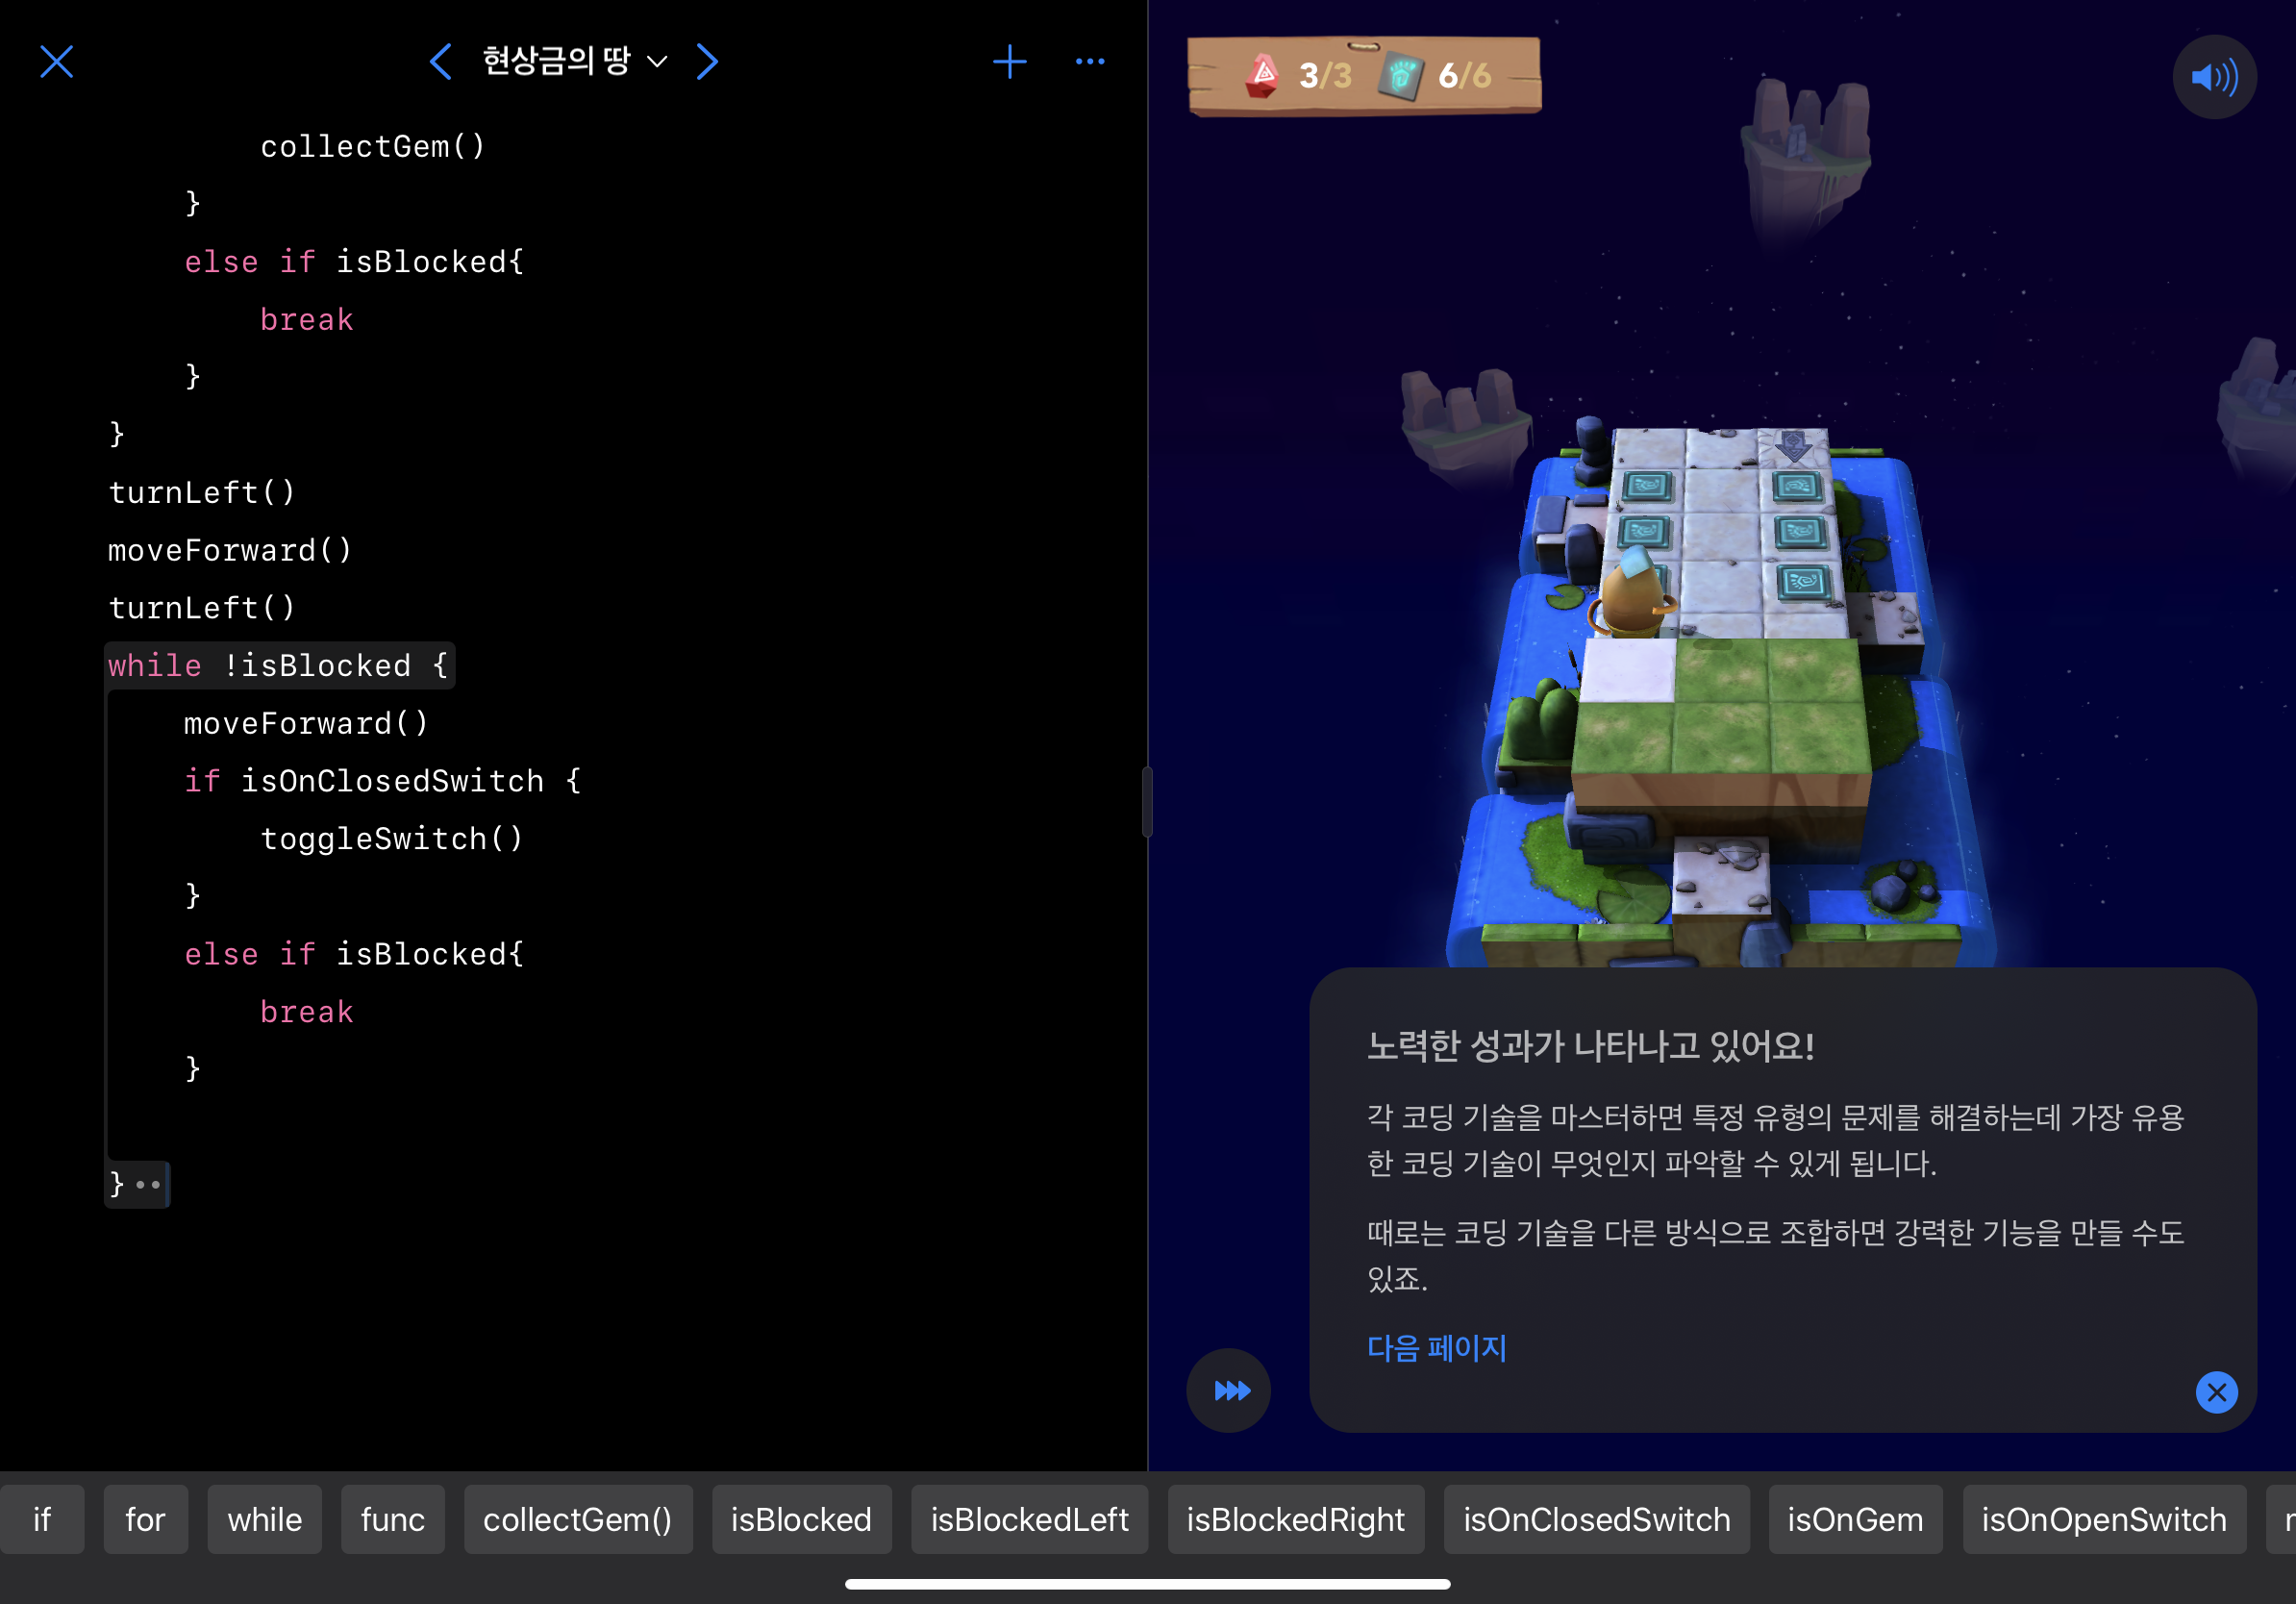 현상금의 땅
collectGem()
}
else if isBlocked{
break
}
}
turnLeft()
moveForward()
turnLeft()
while !isBlocked {
moveForward()
if isOnClosedSwitch {
toggleSwitch()
}
else if isBlocked{
break
}
}
3/3 6/6
노력한 성과가 나타나고 있어요!
각 코딩 기술을 마스터하면 특정 유형의 문제를 해결하는데 가장 유용
한 코딩 기술이 무엇인지 파악할 수 있게 됩니다.
때로는 코딩 기술을 다른 방식으로 조합하면 강력한 기능을 만들 수도
있죠.
다음 페이지
if for while func collectGem() isBlocked isBlockedLeft isBlockedRight isOnClosedSwitch isOnGem isOnOpenSwitch